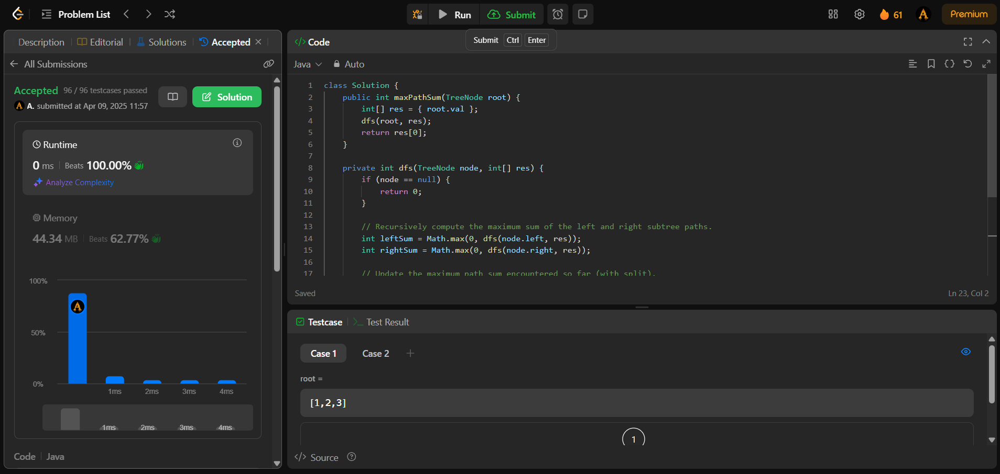 Problem List
Run
Submit
61
A
Premium
Submit Ctrl Enter
Description
Editorial
Solutions
Accepted
All Submissions
Accepted 96 / 96 testcases passed
A A. submitted at Apr 09, 2025 11:57
Solution
Runtime
0 ms Beats 100.00%
Analyze Complexity
Memory
44.34 MB Beats 62.77%
100%
50%
0%
A
1ms 2ms 3ms 4ms
1ms 2ms 3ms 4ms
Code Java
</> Code
Java
Auto
1 class Solution {
2 public int maxPathSum(TreeNode root) {
3 int[] res = { root.val };
4 dfs(root, res);
5 return res[0];
6 }
7
8 private int dfs(TreeNode node, int[] res) {
9 if (node == null) {
10 return 0;
11 }
12
13 // Recursively compute the maximum sum of the left and right subtree paths.
14 int leftSum = Math.max(0, dfs(node.left, res));
15 int rightSum = Math.max(0, dfs(node.right, res));
16
17 // Update the maximum path sum encountered so far (with split).
Saved
Ln 23, Col 2
Testcase
>_ Test Result
Case 1
Case 2
+
root =
[1,2,3]
1
</> Source ?